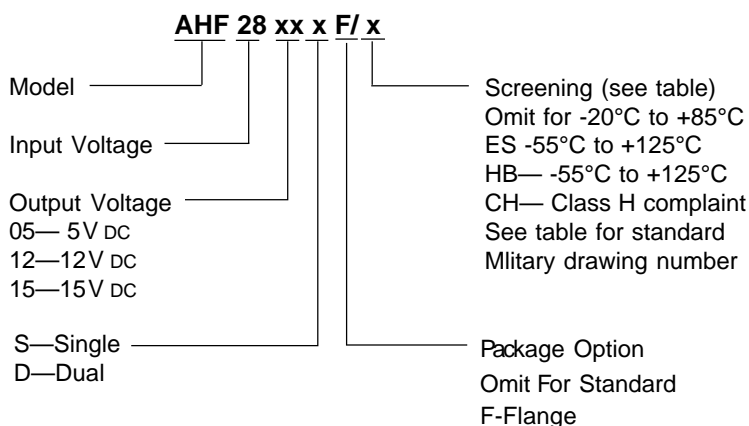 AHF 28 xx x F/ x
Model
Input Voltage
Output Voltage
05— 5V DC
12—12V DC
15—15V DC
S—Single
D—Dual
Screening (see table)
Omit for -20°C to +85°C
ES -55°C to +125°C
HB— -55°C to +125°C
CH— Class H complaint
See table for standard
Mlitary drawing number
Package Option
Omit For Standard
F-Flange